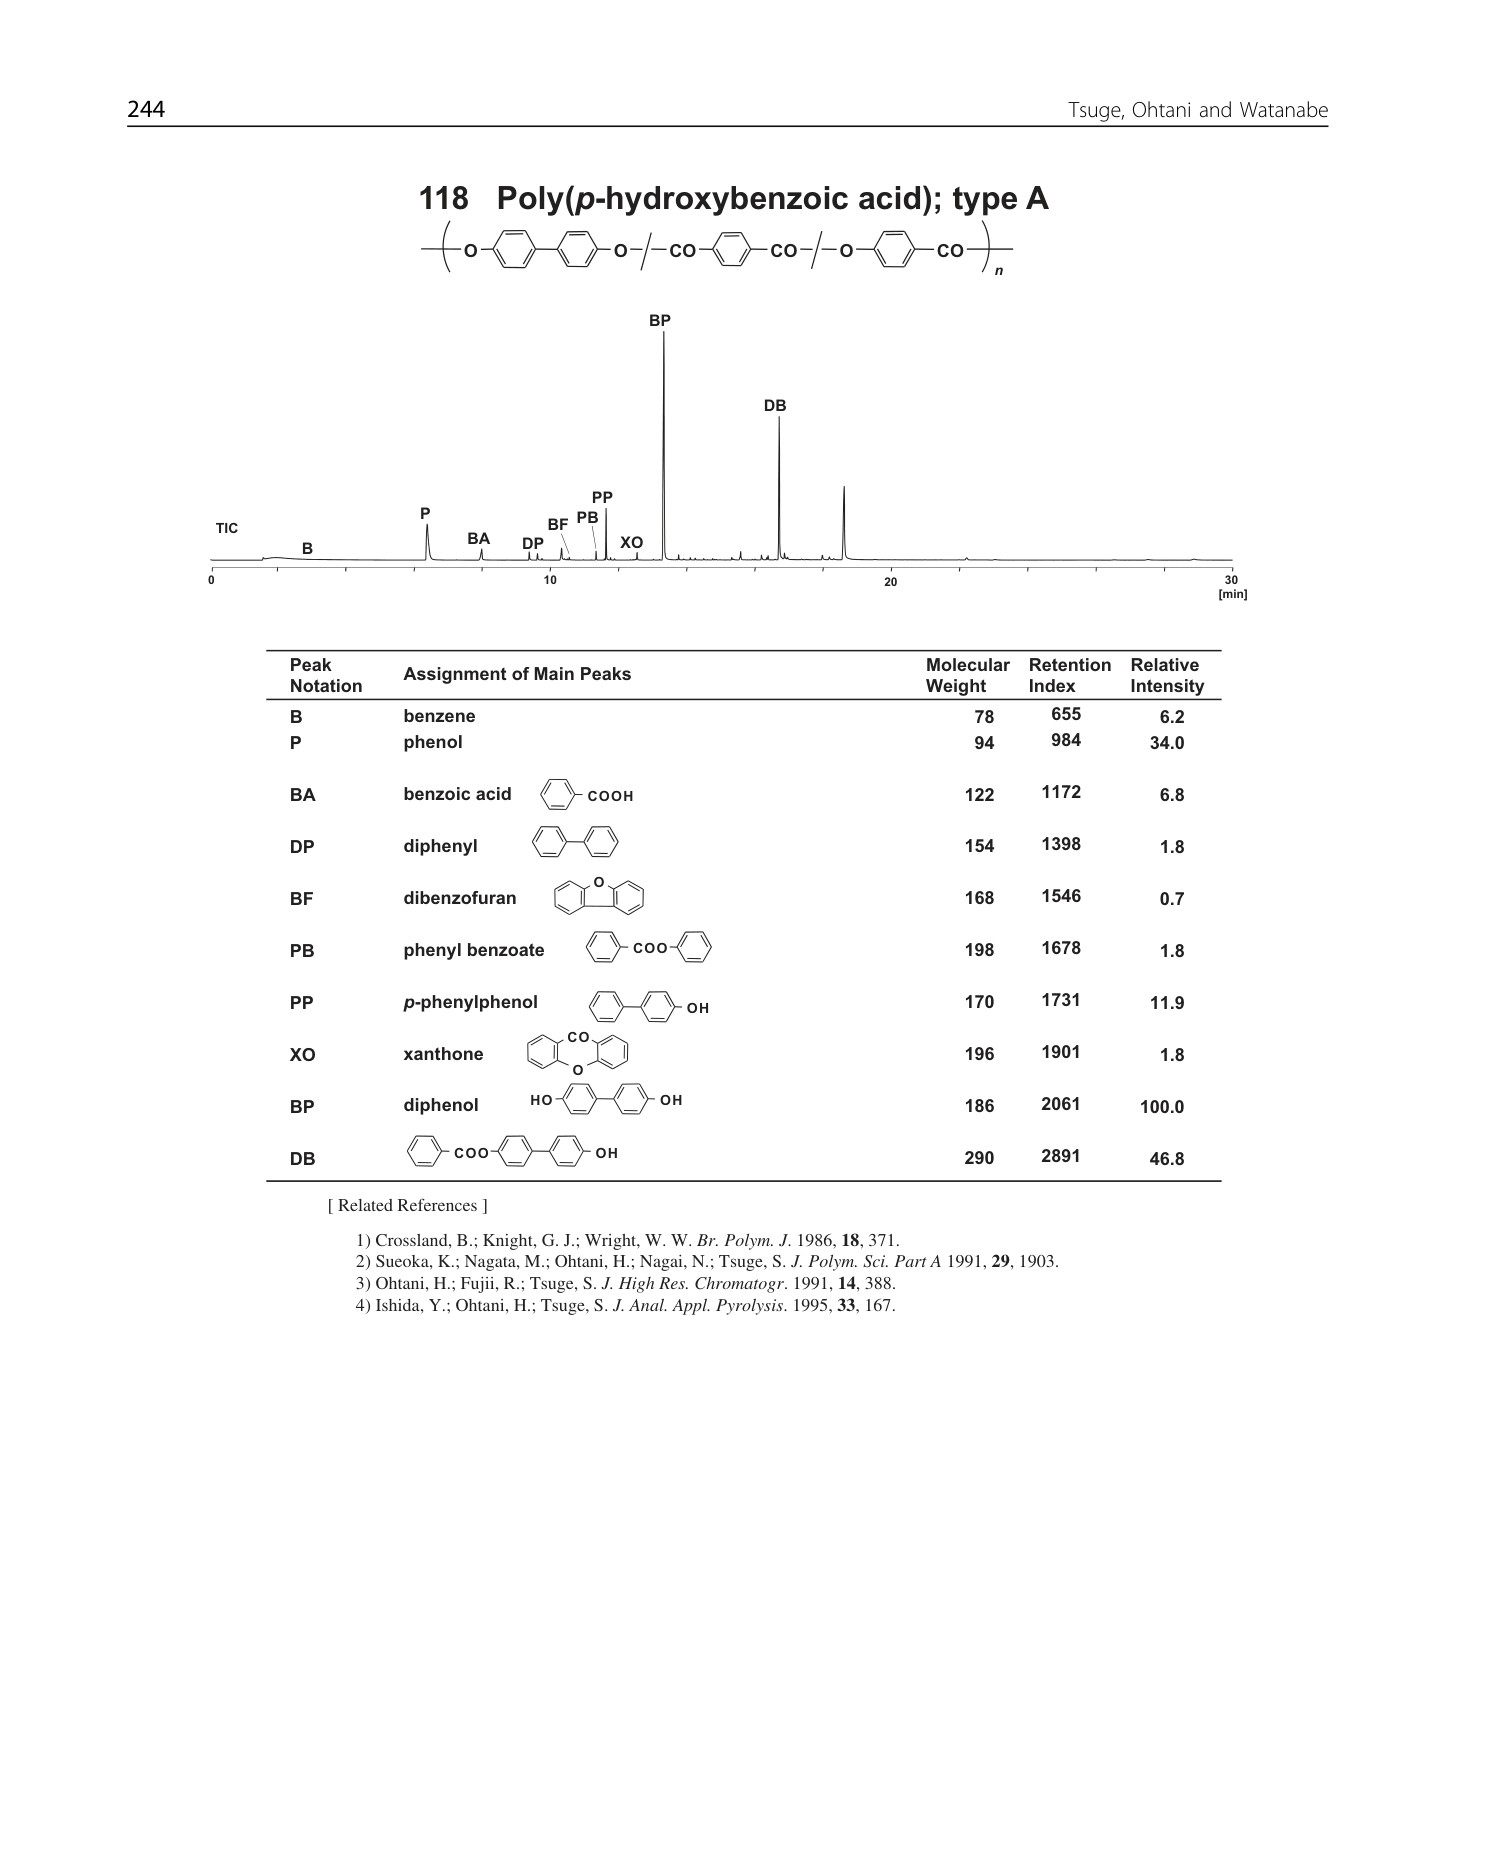 244 Tsuge, Ohtani and Watanabe
118 Poly(p-hydroxybenzoic acid); type A
O O CO CO O CO n
BP
DB
PP
P
PB
BF
TIC
BA
DP
XO
B
0 10 20 30
[min]
Peak Notation Assignment of Main Peaks Molecular Weight Retention Index Relative Intensity
B benzene 78 655 6.2
P phenol 94 984 34.0
BA benzoic acid COOH 122 1172 6.8
DP diphenyl 154 1398 1.8
BF dibenzofuran O 168 1546 0.7
PB phenyl benzoate COO 198 1678 1.8
PP p-phenylphenol OH 170 1731 11.9
XO xanthone CO O 196 1901 1.8
BP diphenol HO OH 186 2061 100.0
DB COO OH 290 2891 46.8
[ Related References ]
1) Crossland, B.; Knight, G. J.; Wright, W. W. Br. Polym. J. 1986, 18, 371.
2) Sueoka, K.; Nagata, M.; Ohtani, H.; Nagai, N.; Tsuge, S. J. Polym. Sci. Part A 1991, 29, 1903.
3) Ohtani, H.; Fujii, R.; Tsuge, S. J. High Res. Chromatogr. 1991, 14, 388.
4) Ishida, Y.; Ohtani, H.; Tsuge, S. J. Anal. Appl. Pyrolysis. 1995, 33, 167.